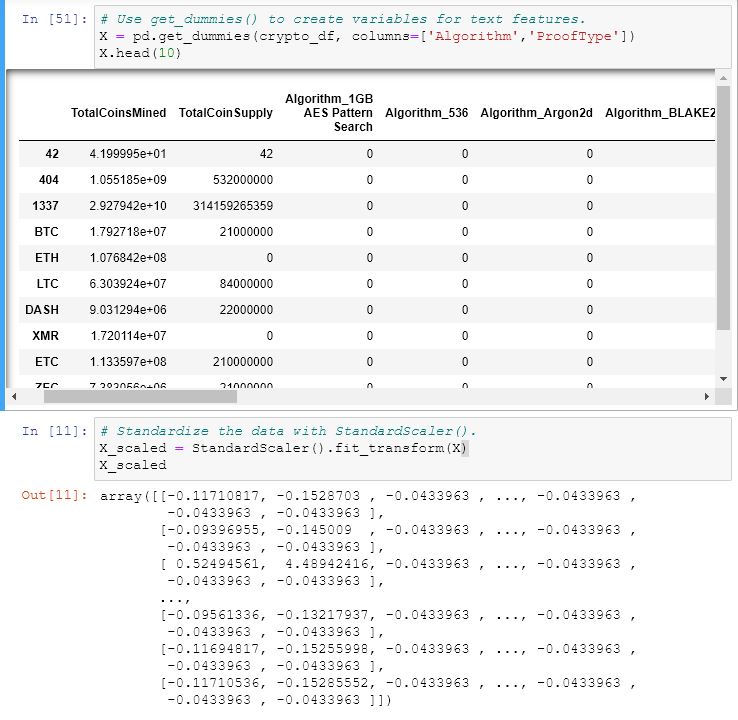 In [51]: # Use get_dummies() to create variables for text features.
X = pd.get_dummies(crypto_df, columns=['Algorithm','ProofType'])
X.head(10)
TotalCoinsMined TotalCoinSupply Algorithm_1GB AES Pattern Search Algorithm_536 Algorithm_Argon2d Algorithm_BLAKE2
42 4.199995e+01 42 0 0 0
404 1.055185e+09 532000000 0 0 0
1337 2.927942e+10 314159265359 0 0 0
BTC 1.792718e+07 21000000 0 0 0
ETH 1.076842e+08 0 0 0 0
LTC 6.303924e+07 84000000 0 0 0
DASH 9.031294e+06 22000000 0 0 0
XMR 1.720114e+07 0 0 0 0
ETC 1.133597e+08 210000000 0 0 0
ZEC 7.383056e+06 21000000 0 0 0
In [11]: # Standardize the data with StandardScaler().
X_scaled = StandardScaler().fit_transform(X)
X_scaled
Out[11]: array([[-0.11710817, -0.1528703 , -0.0433963 , ..., -0.0433963 ,
-0.0433963 , -0.0433963 ],
[-0.09396955, -0.145009  , -0.0433963 , ..., -0.0433963 ,
-0.0433963 , -0.0433963 ],
[ 0.52494561,  4.48942416, -0.0433963 , ..., -0.0433963 ,
-0.0433963 , -0.0433963 ],
...,
[-0.09561336, -0.13217937, -0.0433963 , ..., -0.0433963 ,
-0.0433963 , -0.0433963 ],
[-0.11694817, -0.15255998, -0.0433963 , ..., -0.0433963 ,
-0.0433963 , -0.0433963 ],
[-0.11710536, -0.15285552, -0.0433963 , ..., -0.0433963 ,
-0.0433963 , -0.0433963 ]])